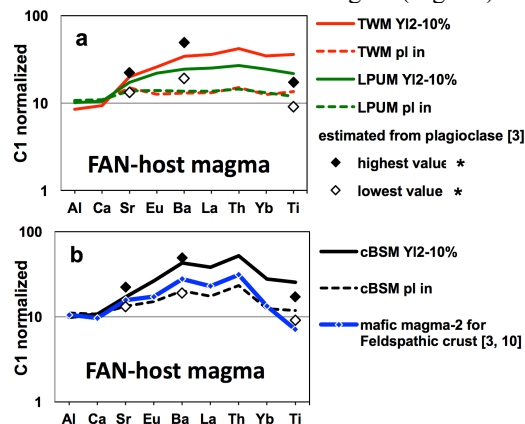 100
10
1
C1 normalized
a
FAN-host magma
Al Ca Sr Eu Ba La Th Yb Ti
TWM YI2-10%
TWM pl in
LPUM YI2-10%
LPUM pl in
estimated from plagioclase [3]
highest value *
lowest value *
100
10
1
C1 normalized
b
FAN-host magma
Al Ca Sr Eu Ba La Th Yb Ti
cBSM YI2-10%
cBSM pl in
mafic magma-2 for
Feldspathic crust [3, 10]